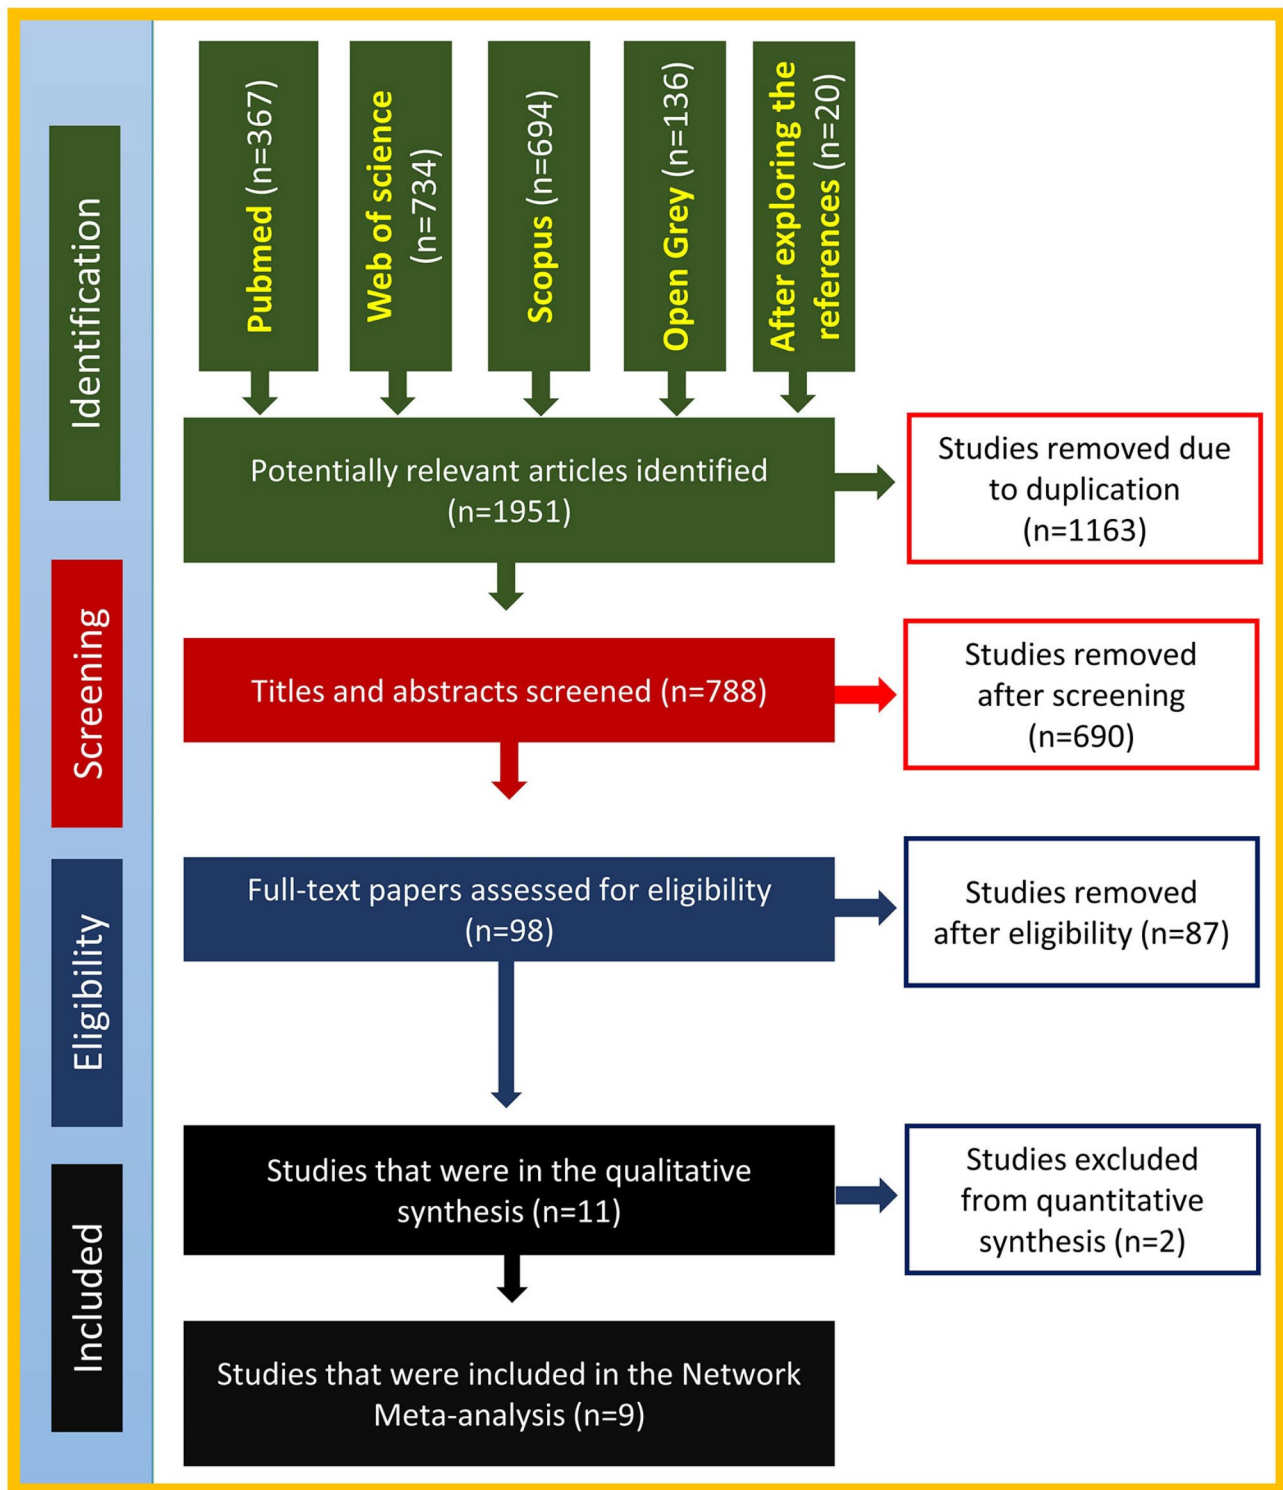 Identification
Pubmed (n=367)
Web of science
(n=734)
Scopus (n=694)
Open Grey (n=136)
After exploring the
references (n=20)
Potentially relevant articles identified
(n=1951)
Studies removed due
to duplication
(n=1163)
Screening
Titles and abstracts screened (n=788)
Studies removed
after screening
(n=690)
Eligibility
Full-text papers assessed for eligibility
(n=98)
Studies removed
after eligibility (n=87)
Included
Studies that were in the qualitative
synthesis (n=11)
Studies excluded
from quantitative
synthesis (n=2)
Studies that were included in the Network
Meta-analysis (n=9)